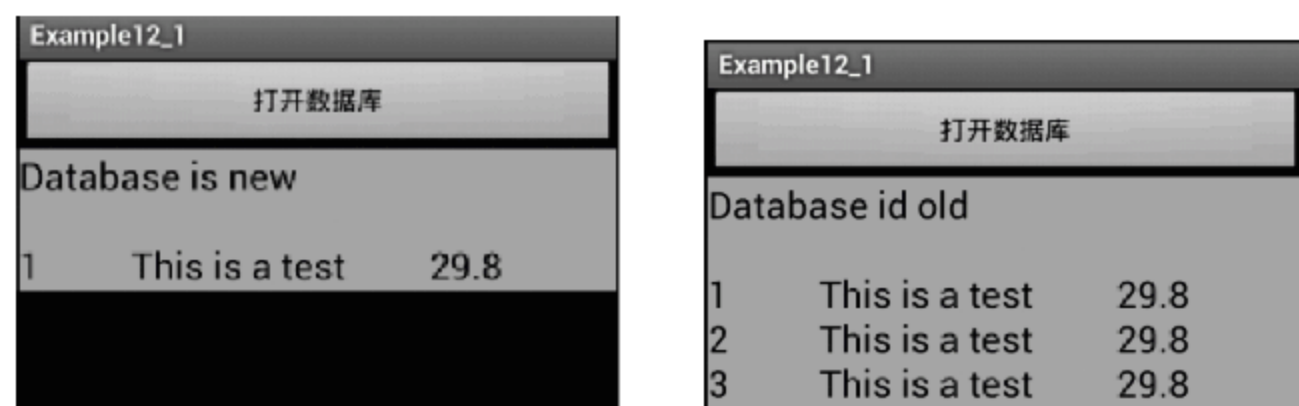 Example12_1
打开数据库
Database is new
1 This is a test 29.8
Example12_1
打开数据库
Database id old
1 This is a test 29.8
2 This is a test 29.8
3 This is a test 29.8